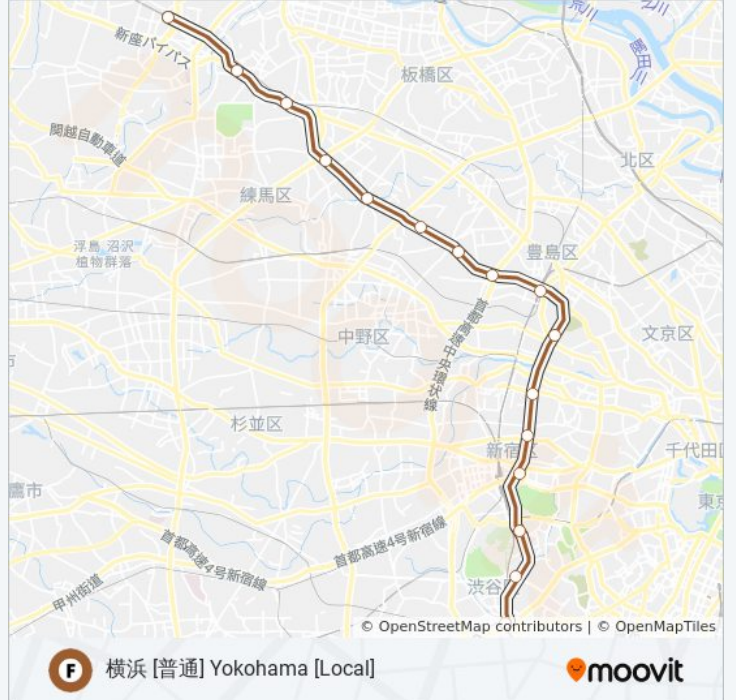 荒川
新座バイパス
板橋区
隅田川
関越自動車道
北区
練馬区
浮島 沼沢
植物群落
豊島区
首都高速中央環状線
中野区
文京区
杉並区
新宿区
千代田区
鷹市
東京
首都高速4号新宿線
首都高速4号新宿線
甲州街道
渋谷
© OpenStreetMap contributors | © OpenMapTiles
F
横浜 [普通] Yokohama [Local]
moovit